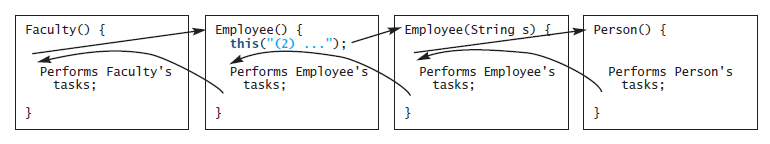 Faculty() {
Performs Faculty's
tasks;
}
Employee() {
this("(2) ...");
Performs Employee's
tasks;
}
Employee(String s) {
Performs Employee's
tasks;
}
Person() {
Performs Person's
tasks;
}